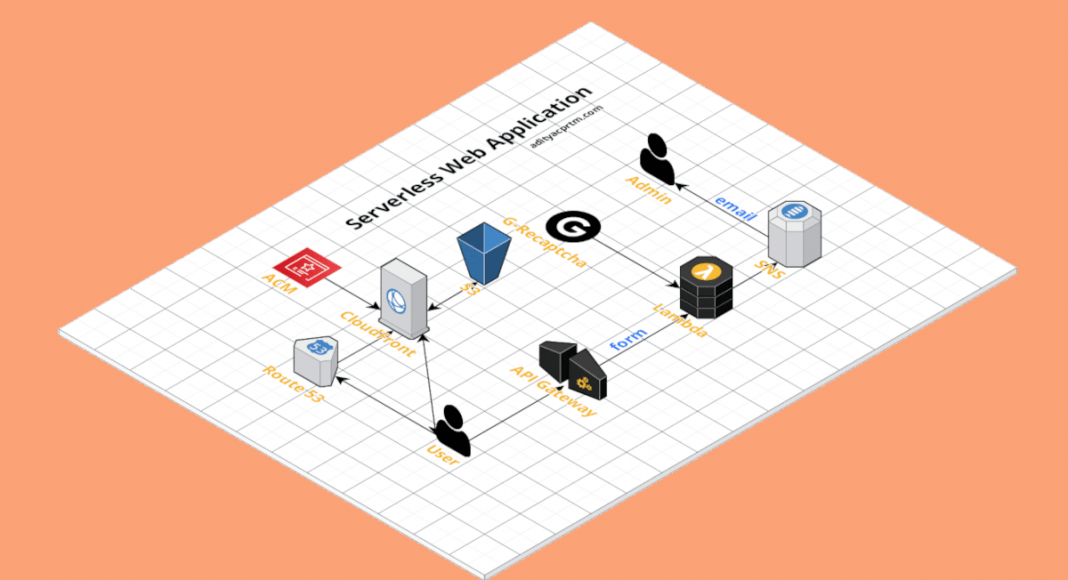 Serverless Web Application
adityacprtm.com
Admin
email
G-Recaptcha
SNS
ACM
S3
Cloudfront
Lambda
form
Route 53
53
API Gateway
User